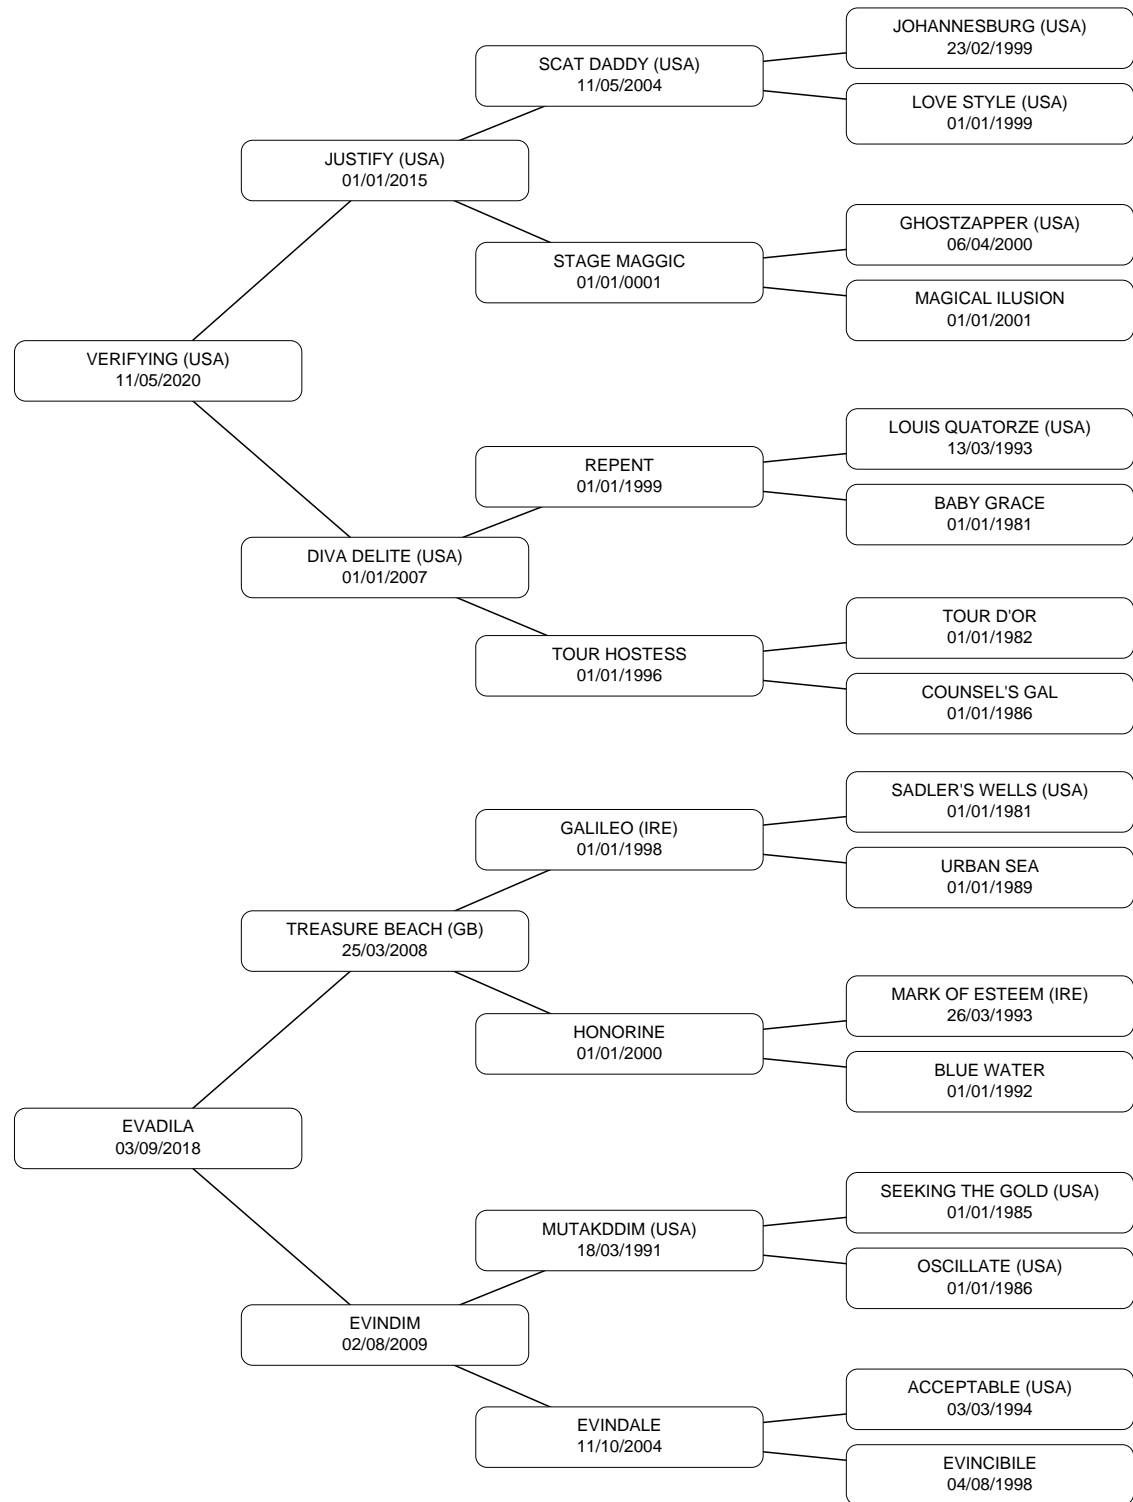 JOHANNESBURG (USA)
23/02/1999
SCAT DADDY (USA)
11/05/2004
LOVE STYLE (USA)
01/01/1999
JUSTIFY (USA)
01/01/2015
GHOSTZAPPER (USA)
06/04/2000
STAGE MAGGIC
01/01/0001
MAGICAL ILUSION
01/01/2001
VERIFYING (USA)
11/05/2020
LOUIS QUATORZE (USA)
13/03/1993
REPENT
01/01/1999
BABY GRACE
01/01/1981
DIVA DELITE (USA)
01/01/2007
TOUR D'OR
01/01/1982
TOUR HOSTESS
01/01/1996
COUNSEL'S GAL
01/01/1986
SADLER'S WELLS (USA)
01/01/1981
GALILEO (IRE)
01/01/1998
URBAN SEA
01/01/1989
TREASURE BEACH (GB)
25/03/2008
MARK OF ESTEEM (IRE)
26/03/1993
HONORINE
01/01/2000
BLUE WATER
01/01/1992
EVADILA
03/09/2018
SEEKING THE GOLD (USA)
01/01/1985
MUTAKDDIM (USA)
18/03/1991
OSCILLATE (USA)
01/01/1986
EVINDIM
02/08/2009
ACCEPTABLE (USA)
03/03/1994
EVINDALE
11/10/2004
EVINCIBILE
04/08/1998